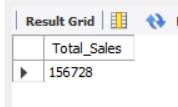 Result Grid
Total_Sales
156728